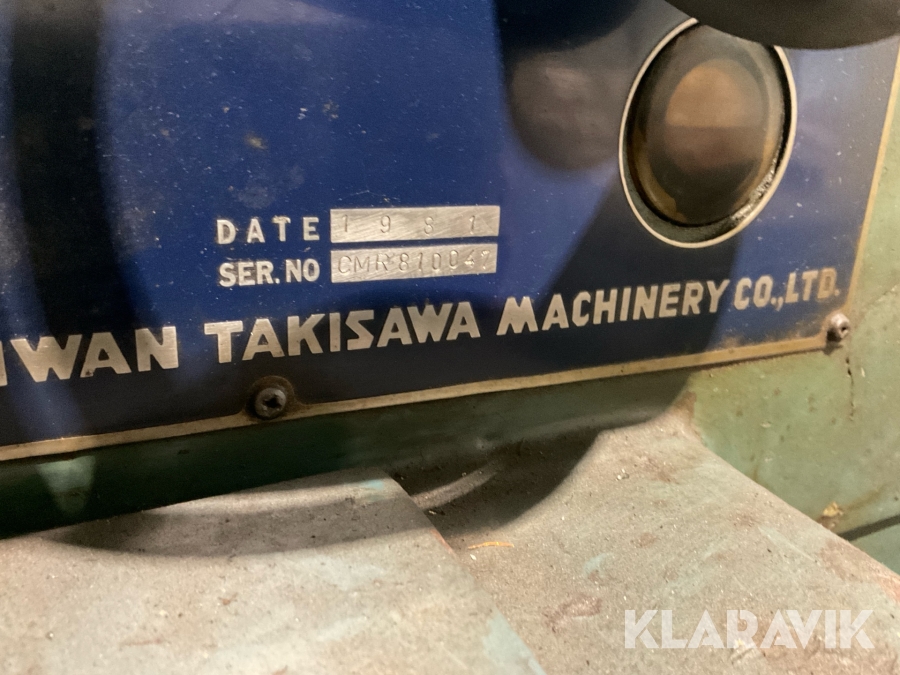 DATE 1981
SER.NO CMR810047
IWAN TAKISAWA MACHINERY CO.,LTD.
KLARAVIK